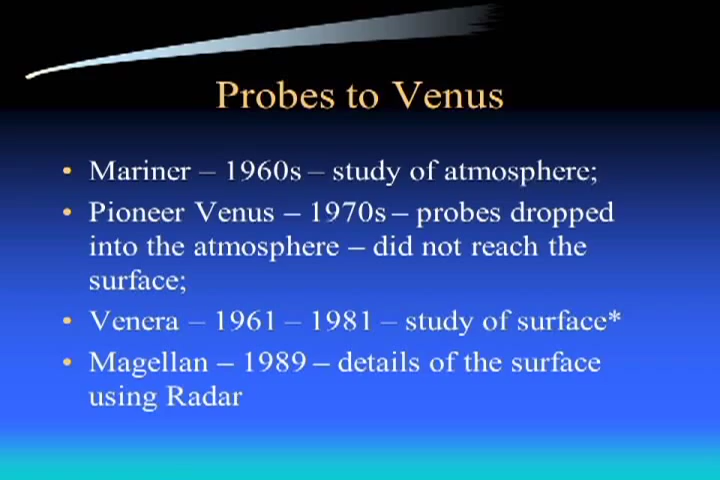 Probes to Venus
• Mariner – 1960s – study of atmosphere;
• Pioneer Venus – 1970s – probes dropped
into the atmosphere – did not reach the
surface;
• Venera – 1961 – 1981 – study of surface*
• Magellan – 1989 – details of the surface
using Radar